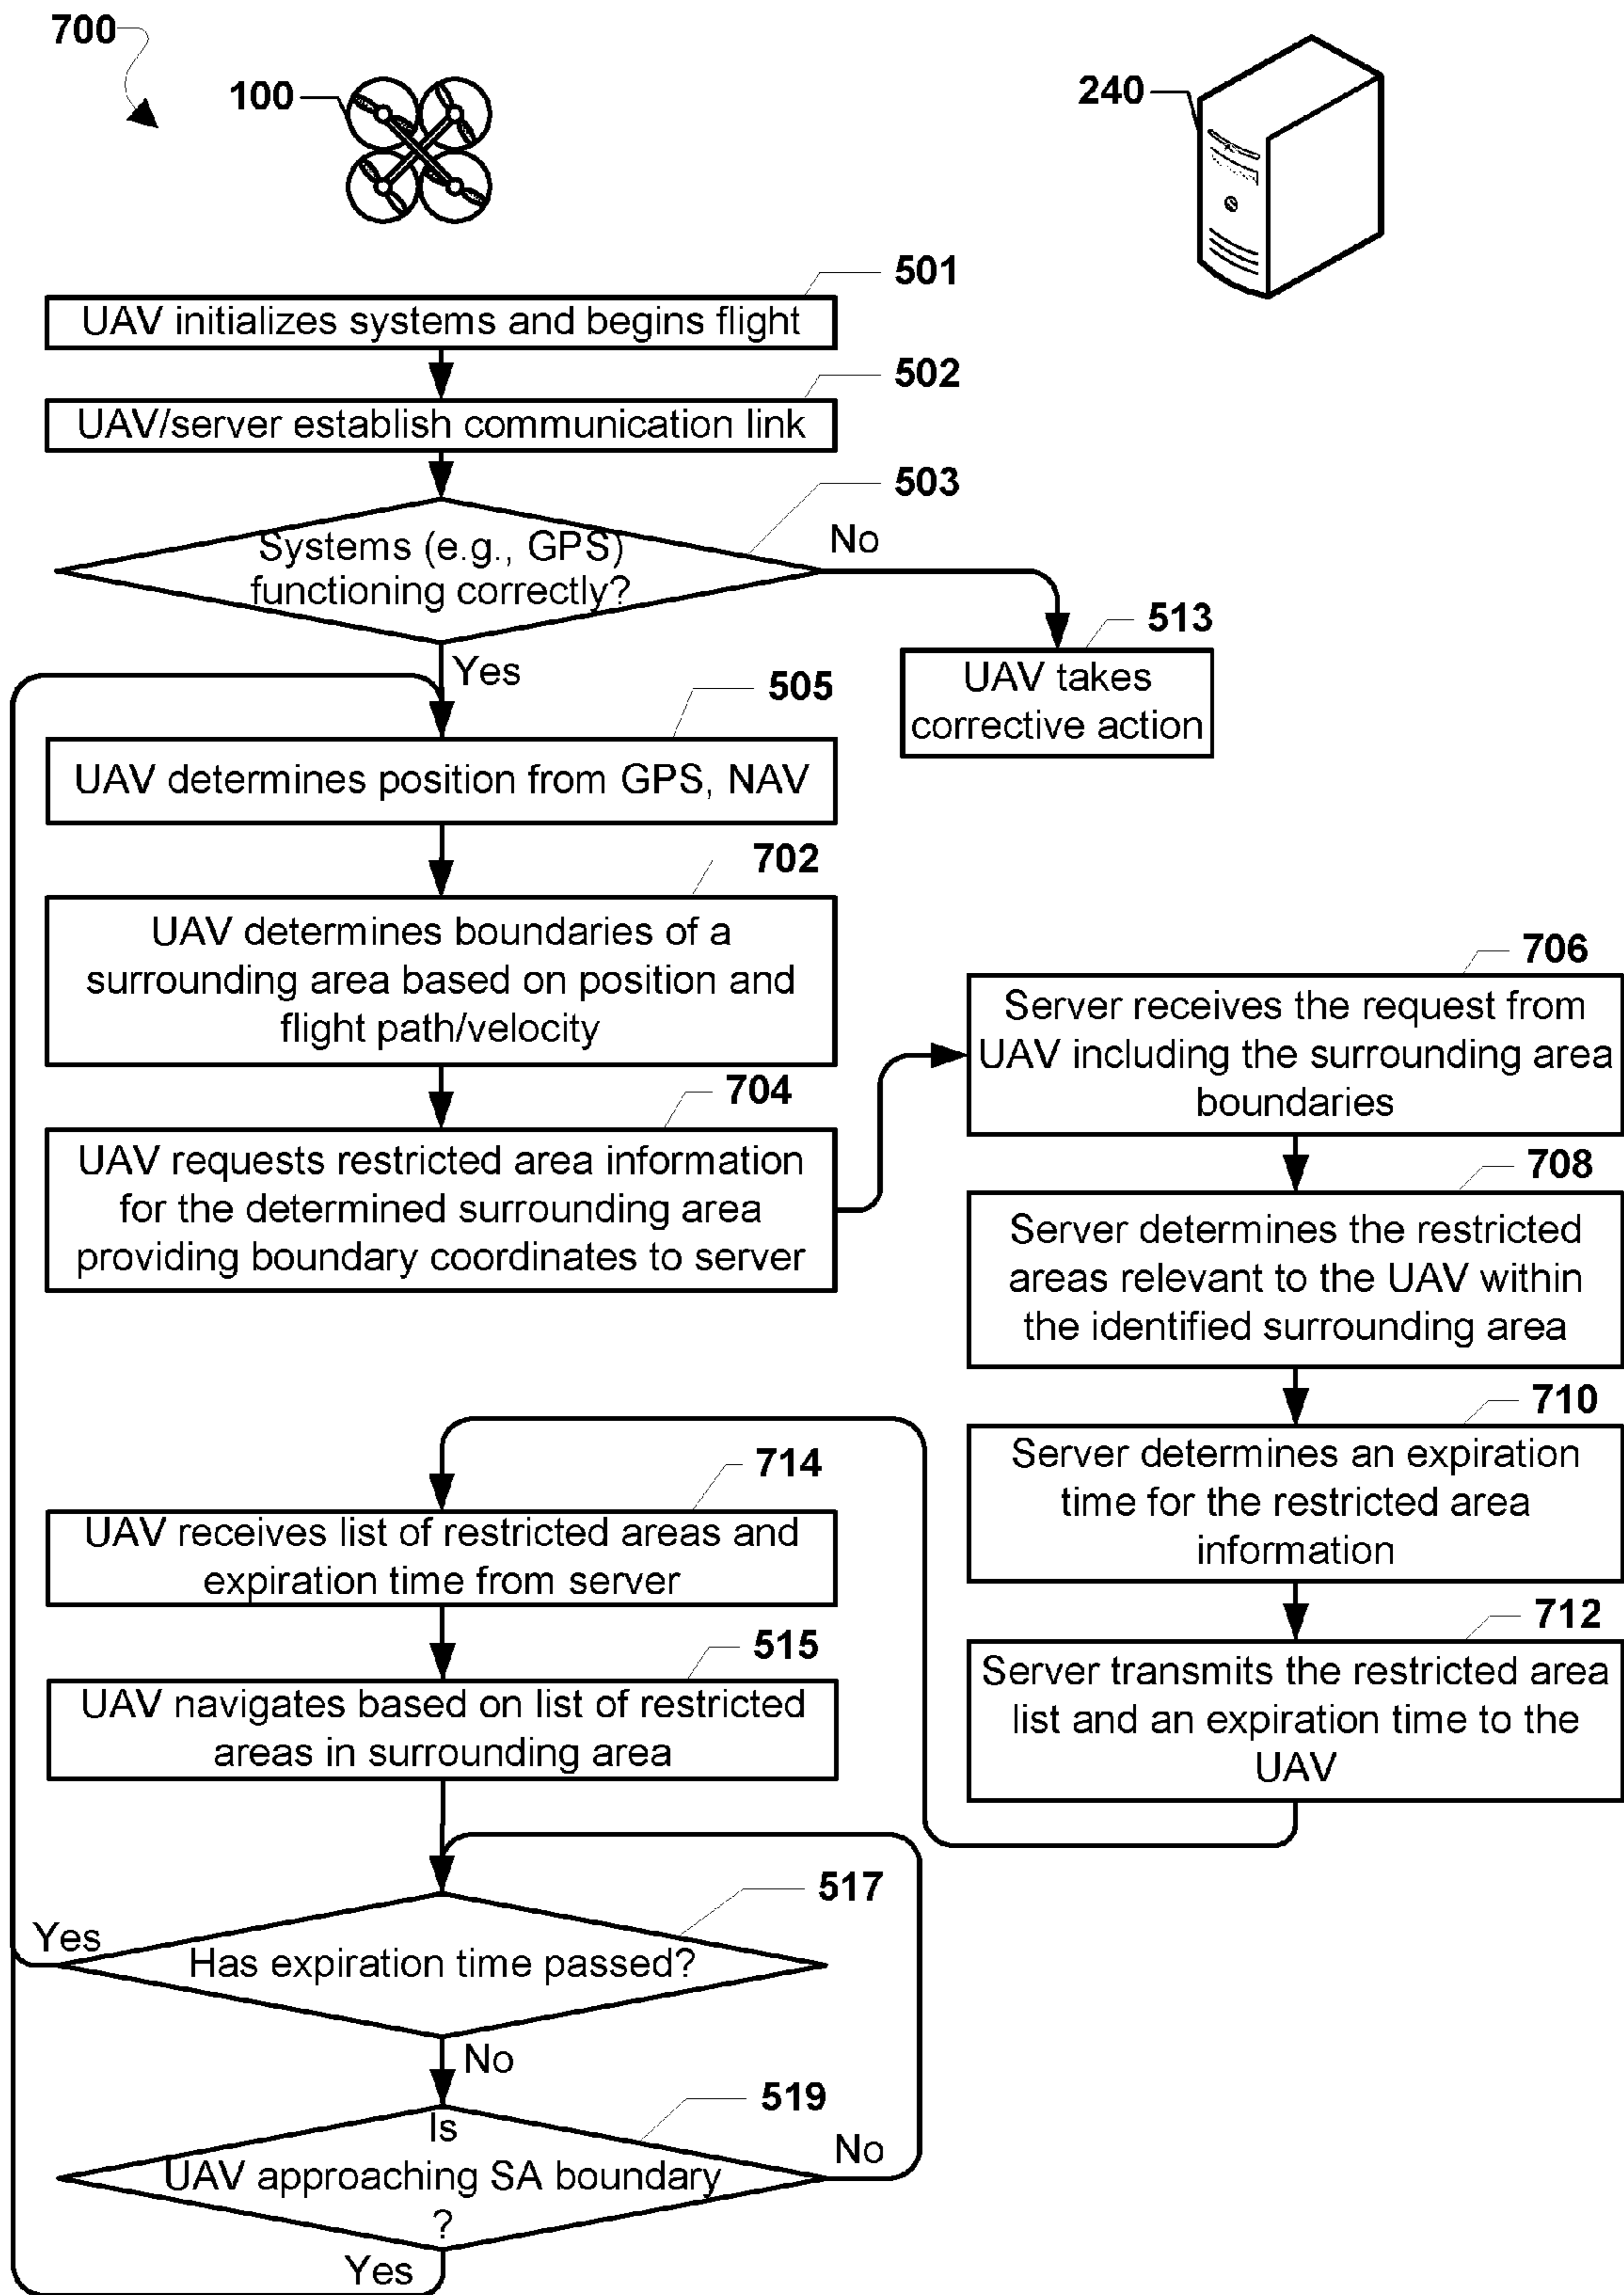 700
100
240
501
UAV initializes systems and begins flight
502
UAV/server establish communication link
503
Systems (e.g., GPS)
functioning correctly?
No
513
UAV takes
corrective action
Yes
505
UAV determines position from GPS, NAV
702
UAV determines boundaries of a
surrounding area based on position and
flight path/velocity
704
UAV requests restricted area information
for the determined surrounding area
providing boundary coordinates to server
706
Server receives the request from
UAV including the surrounding area
boundaries
708
Server determines the restricted
areas relevant to the UAV within
the identified surrounding area
710
Server determines an expiration
time for the restricted area
information
712
Server transmits the restricted area
list and an expiration time to the
UAV
714
UAV receives list of restricted areas and
expiration time from server
515
UAV navigates based on list of restricted
areas in surrounding area
517
Has expiration time passed?
Yes
No
519
Is
UAV approaching SA boundary
?
No
Yes